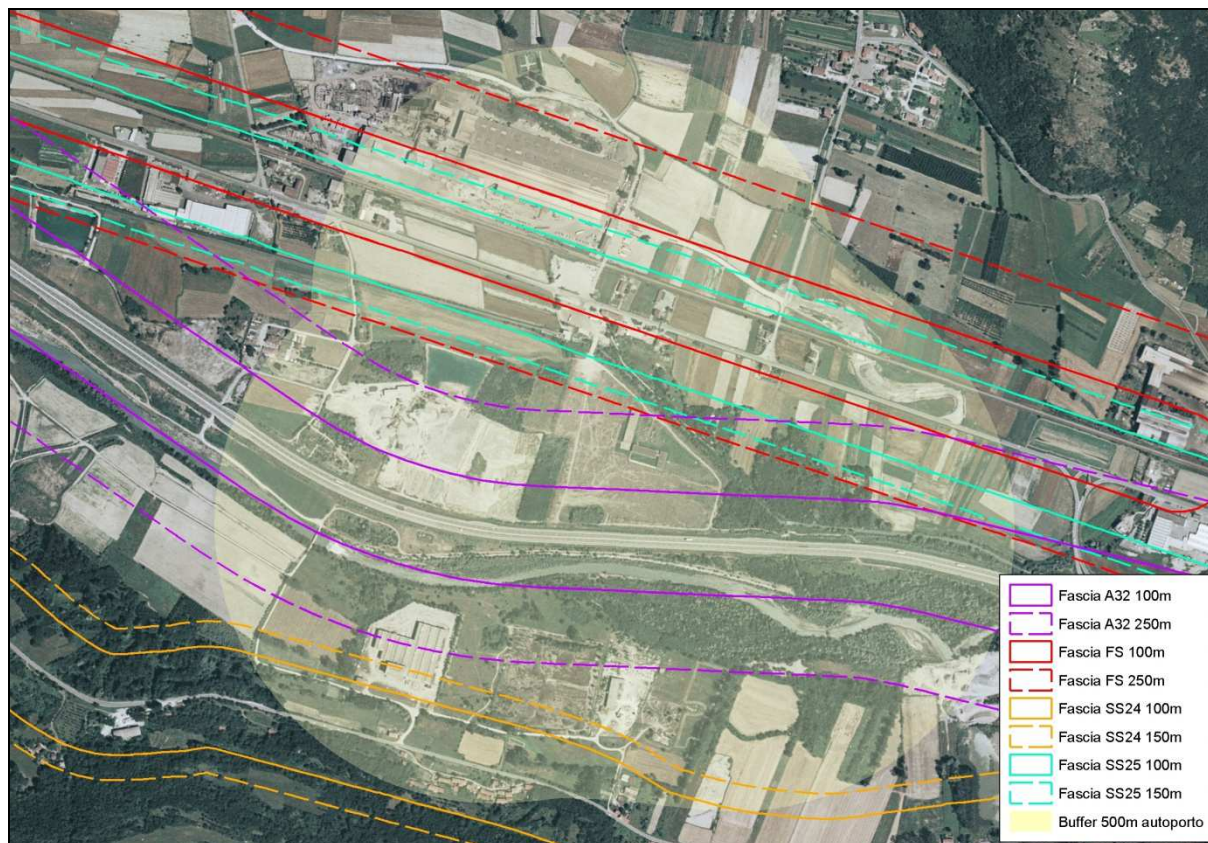 Fascia A32 100m
Fascia A32 250m
Fascia FS 100m
Fascia FS 250m
Fascia SS24 100m
Fascia SS24 150m
Fascia SS25 100m
Fascia SS25 150m
Buffer 500m autoporto